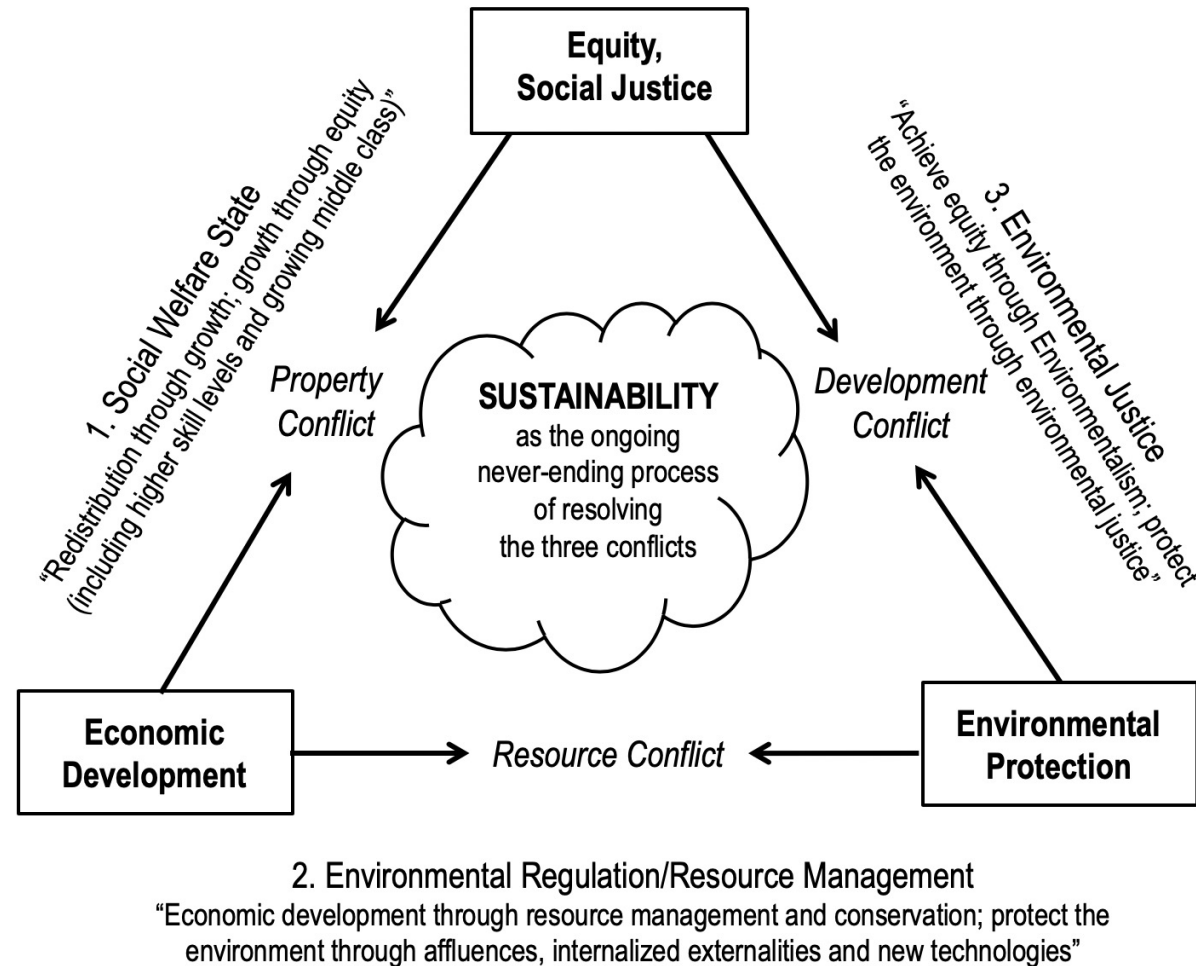 Equity,
Social Justice
1. Social Welfare State
“Redistribution through growth; growth through equity
(including higher skill levels and growing middle class)”
3. Environmental Justice
“Achieve equity through Environmentalism; protect
the environment through environmental justice”
Property
Conflict
SUSTAINABILITY
as the ongoing
never-ending process
of resolving
the three conflicts
Development
Conflict
Economic
Development
Resource Conflict
Environmental
Protection
2. Environmental Regulation/Resource Management
“Economic development through resource management and conservation; protect the
environment through affluences, internalized externalities and new technologies”